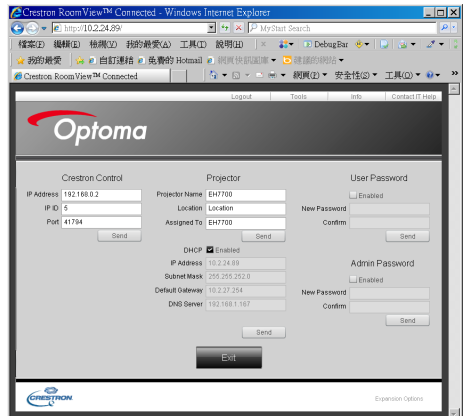 Crestron RoomView™ Connected - Windows Internet Explorer
http://10.2.24.89/
MyStart Search
檔案(F) 編輯(E) 檢視(V) 我的最愛(A) 工具(T) 說明(H) × DebugBar
我的最愛 自訂連結 免費的 Hotmail 網頁快訊圖庫 建議的網站
Crestron RoomView™ Connected 網頁(P) 安全性(S) 工具(O) »
Logout Tools Info Contact IT Help
Optoma
Crestron Control
IP Address 192.168.0.2
IP ID 5
Port 41794
Send
Projector
Projector Name EH7700
Location Location
Assigned To EH7700
Send
DHCP Enabled
IP Address 10.2.24.89
Subnet Mask 255.255.252.0
Default Gateway 10.2.27.254
DNS Server 192.168.1.167
Send
User Password
Enabled
New Password
Confirm
Send
Admin Password
Enabled
New Password
Confirm
Send
Exit
CRESTRON
Expansion Options